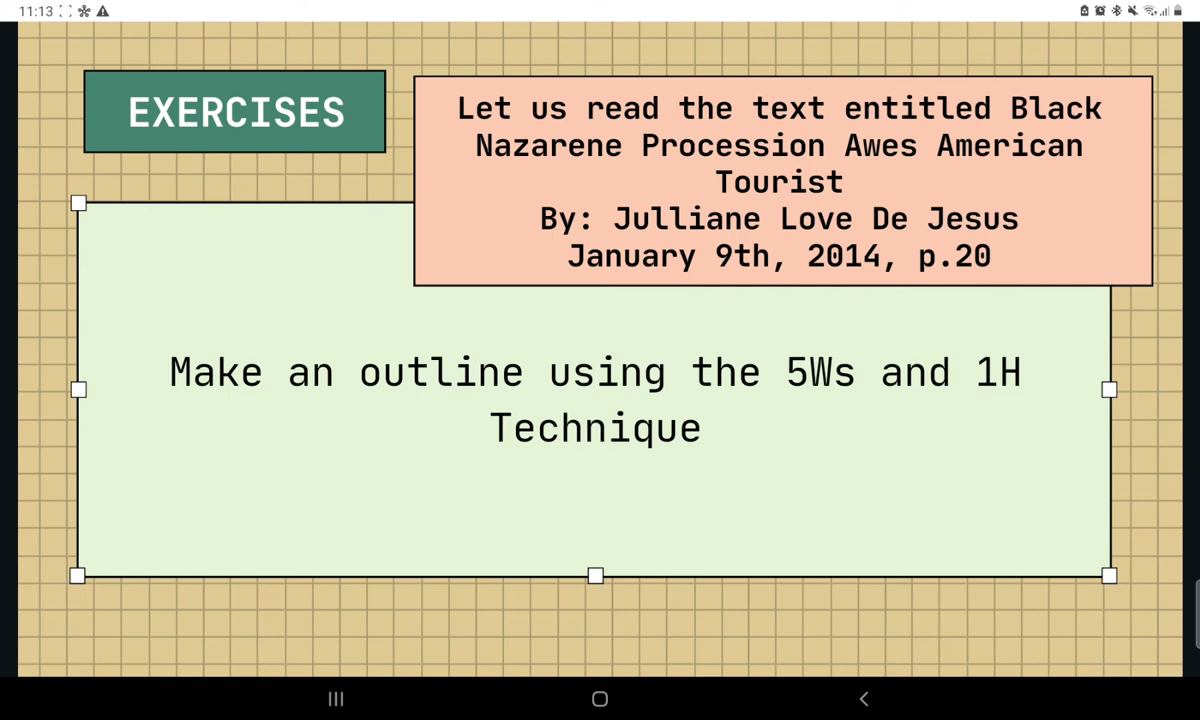 11:13
EXERCISES
Let us read the text entitled Black
Nazarene Procession Awes American
Tourist
By: Julliane Love De Jesus
January 9th, 2014, p.20
Make an outline using the 5Ws and 1H
Technique